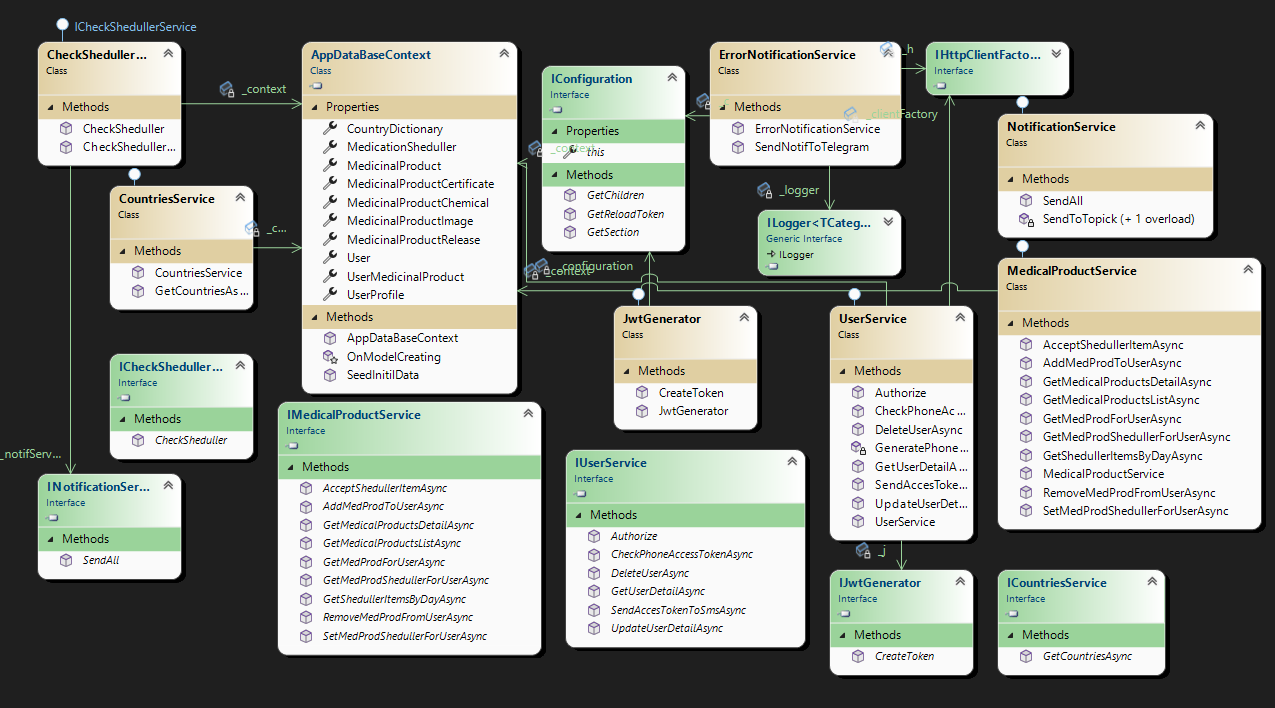 ICheckShedullerService
CheckSheduller...
Class
Methods
CheckSheduller
CheckSheduller...
_context
AppDataBaseContext
Class
Properties
CountryDictionary
MedicationSheduller
MedicinalProduct
MedicinalProductCertificate
MedicinalProductChemical
MedicinalProductImage
MedicinalProductRelease
User
UserMedicinalProduct
UserProfile
Methods
AppDataBaseContext
OnModelCreating
SeedInitilData
IConfiguration
Interface
Properties
this
Methods
GetChildren
GetReloadToken
GetSection
_context
ErrorNotificationService
Class
Methods
ErrorNotificationService
SendNotifToTelegram
_h
_clientFactory
IHttpClientFacto...
Interface
NotificationService
Class
Methods
SendAll
SendToTopick (+ 1 overload)
CountriesService
Class
Methods
CountriesService
GetCountriesAs...
_c...
_logger
ILogger<TCateg...
Generic Interface
ILogger
_configuration
_context
MedicalProductService
Class
Methods
AcceptShedullerItemAsync
AddMedProdToUserAsync
GetMedicalProductsDetailAsync
GetMedicalProductsListAsync
GetMedProdForUserAsync
GetMedProdShedullerForUserAsync
GetShedullerItemsByDayAsync
MedicalProductService
RemoveMedProdFromUserAsync
SetMedProdShedullerForUserAsync
JwtGenerator
Class
Methods
CreateToken
JwtGenerator
UserService
Class
Methods
Authorize
CheckPhoneAc...
DeleteUserAsync
GeneratePhone...
GetUserDetailA...
SendAccesToke...
UpdateUserDet...
UserService
ICheckSheduller...
Interface
Methods
CheckSheduller
_notifServ...
INotificationSer...
Interface
Methods
SendAll
IMedicalProductService
Interface
Methods
AcceptShedullerItemAsync
AddMedProdToUserAsync
GetMedicalProductsDetailAsync
GetMedicalProductsListAsync
GetMedProdForUserAsync
GetMedProdShedullerForUserAsync
GetShedullerItemsByDayAsync
RemoveMedProdFromUserAsync
SetMedProdShedullerForUserAsync
IUserService
Interface
Methods
Authorize
CheckPhoneAccessTokenAsync
DeleteUserAsync
GetUserDetailAsync
SendAccesTokenToSmsAsync
UpdateUserDetailAsync
_j
IJwtGenerator
Interface
Methods
CreateToken
ICountriesService
Interface
Methods
GetCountriesAsync